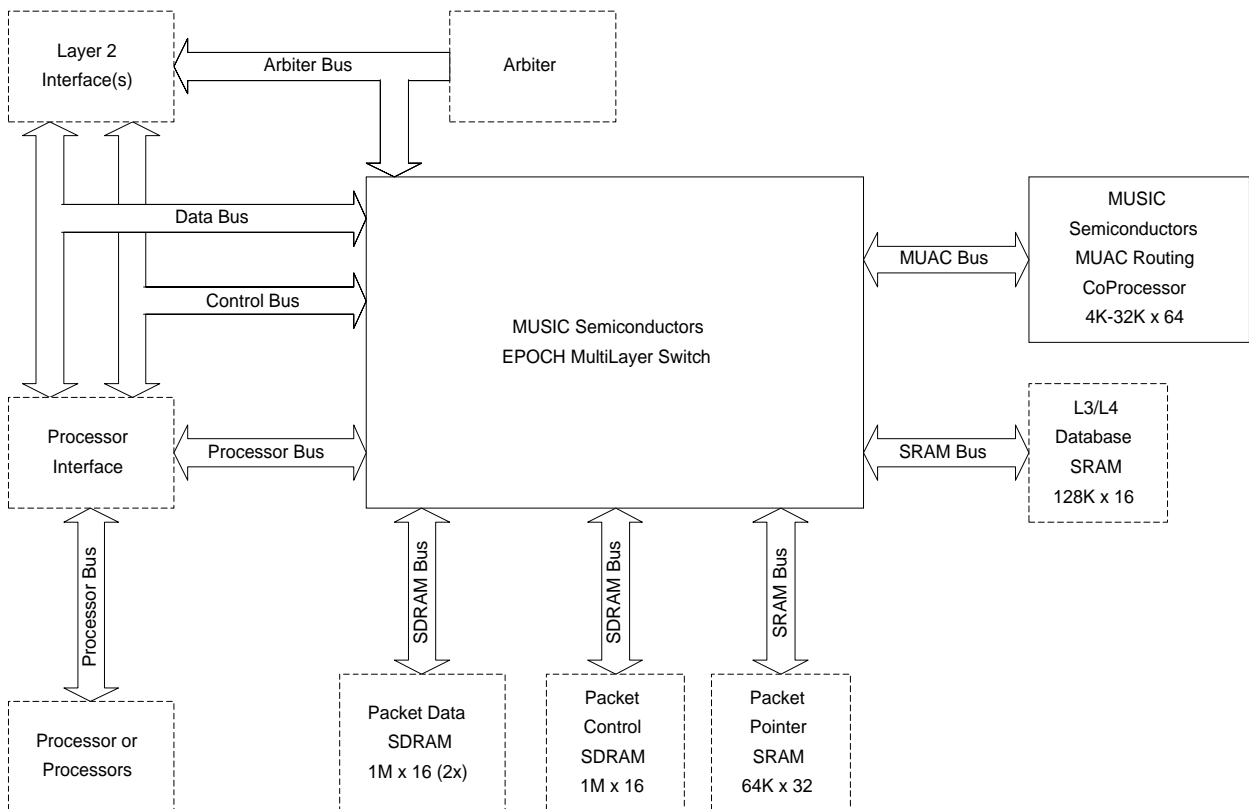 Layer 2
Interface(s)
Arbiter Bus
Arbiter
Data Bus
Control Bus
MUSIC Semiconductors
EPOCH MultiLayer Switch
MUAC Bus
MUSIC
Semiconductors
MUAC Routing
CoProcessor
4K-32K x 64
Processor
Interface
Processor Bus
SRAM Bus
L3/L4
Database
SRAM
128K x 16
Processor Bus
SDRAM Bus
SDRAM Bus
SRAM Bus
Processor or
Processors
Packet Data
SDRAM
1M x 16 (2x)
Packet
Control
SDRAM
1M x 16
Packet
Pointer
SRAM
64K x 32